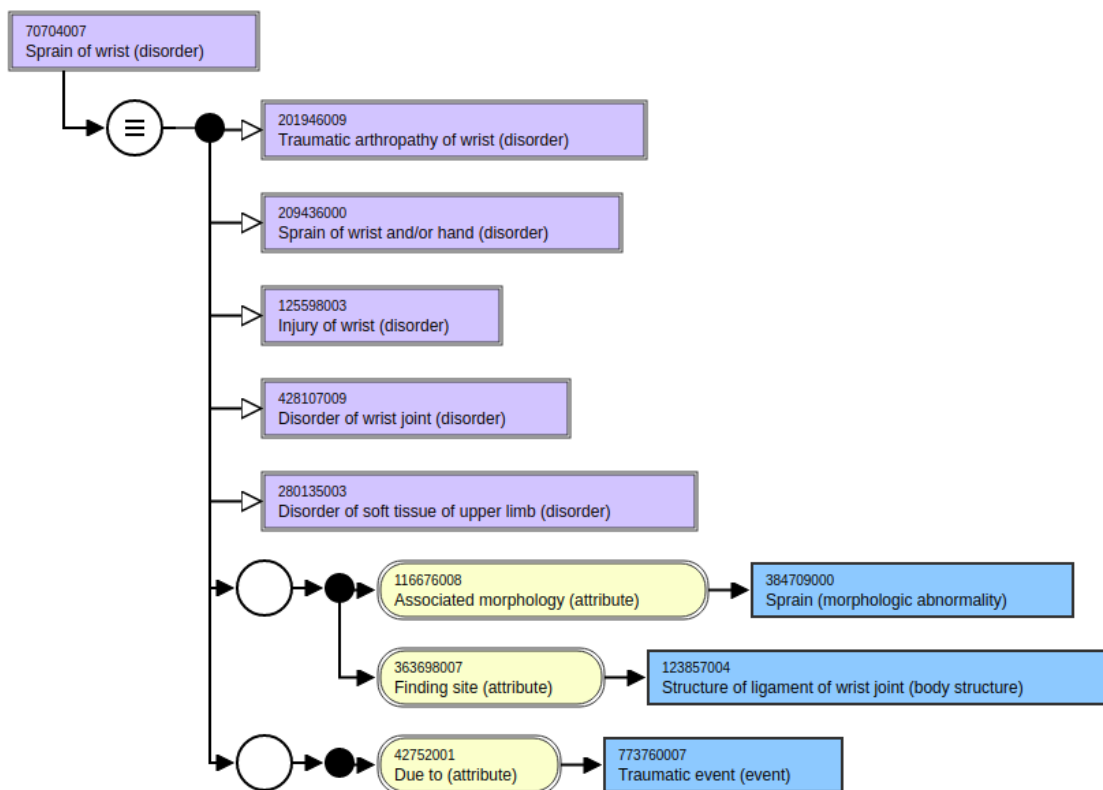 70704007
Sprain of wrist (disorder)
201946009
Traumatic arthropathy of wrist (disorder)
209436000
Sprain of wrist and/or hand (disorder)
125598003
Injury of wrist (disorder)
428107009
Disorder of wrist joint (disorder)
280135003
Disorder of soft tissue of upper limb (disorder)
116676008
Associated morphology (attribute)
384709000
Sprain (morphologic abnormality)
363698007
Finding site (attribute)
123857004
Structure of ligament of wrist joint (body structure)
42752001
Due to (attribute)
773760007
Traumatic event (event)